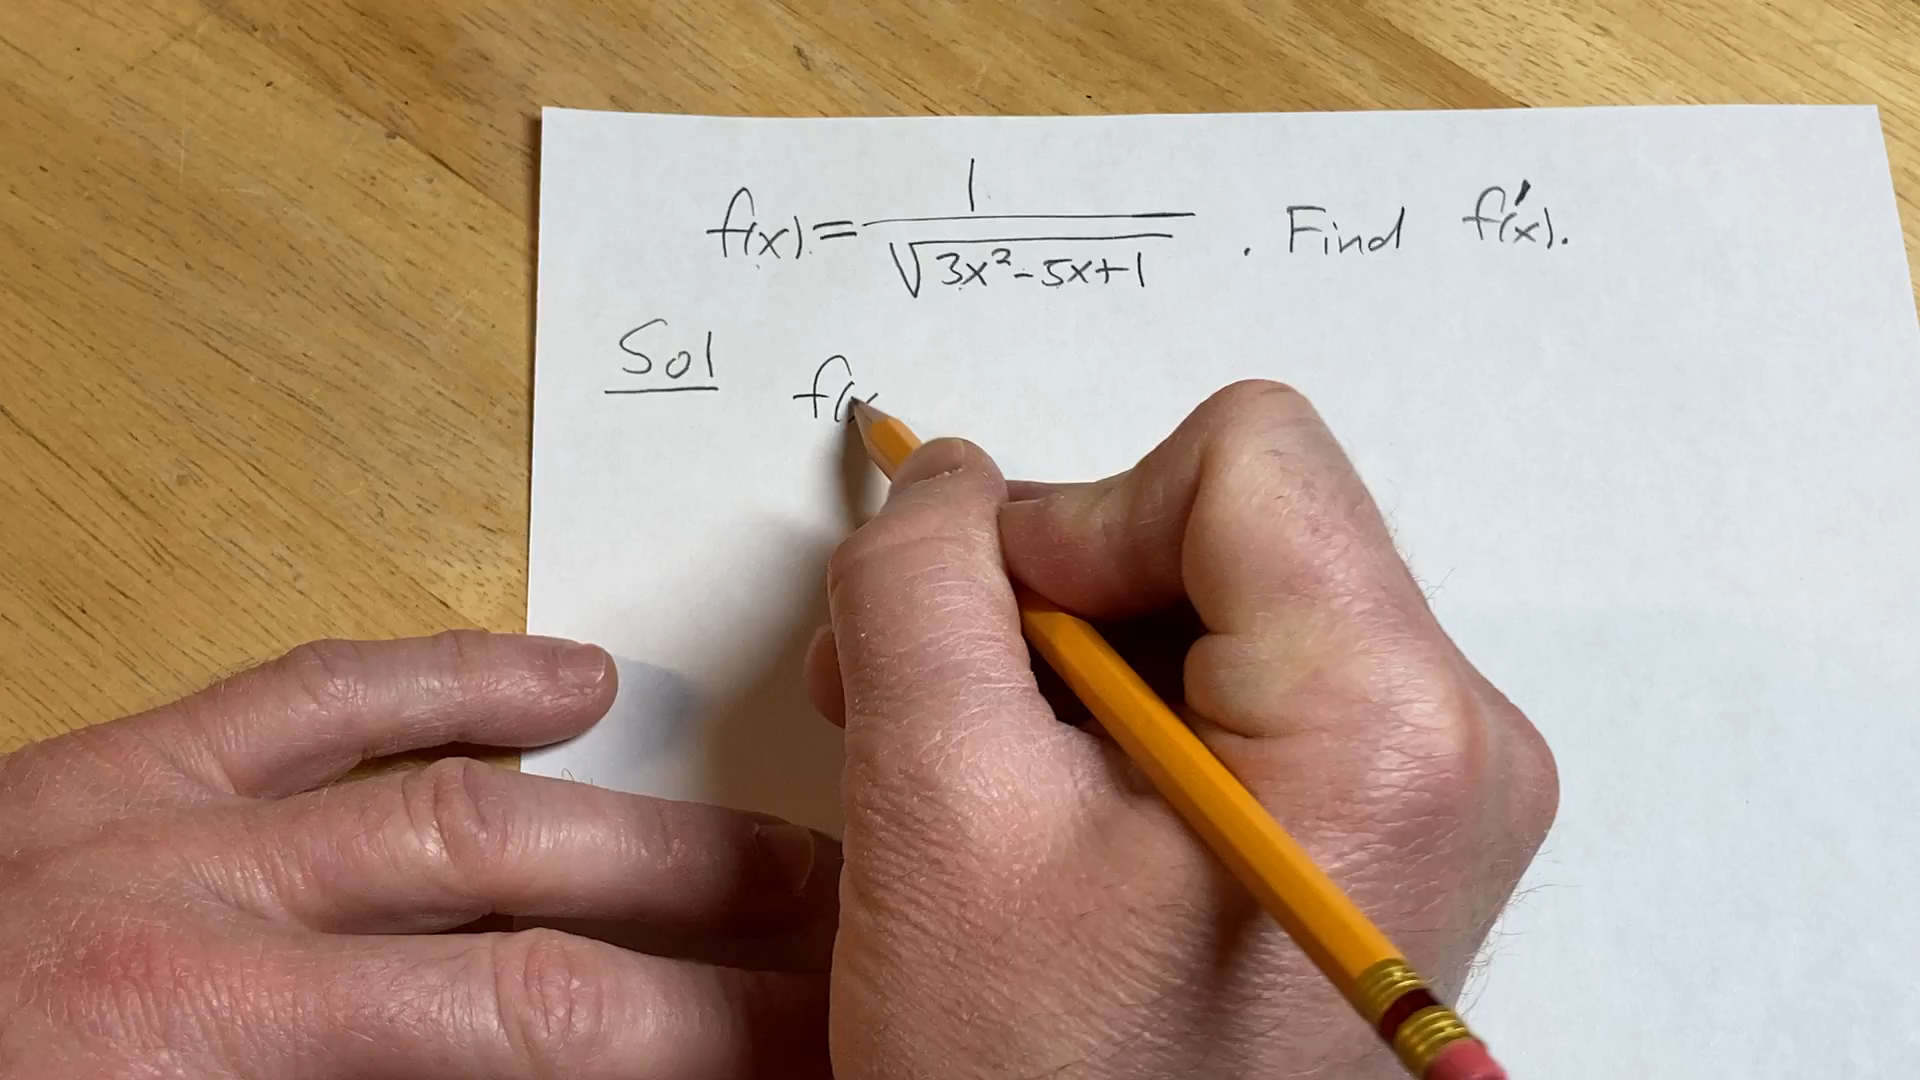 f(x) = 1/√(3x²-5x+1) . Find f'(x).
Sol f(x